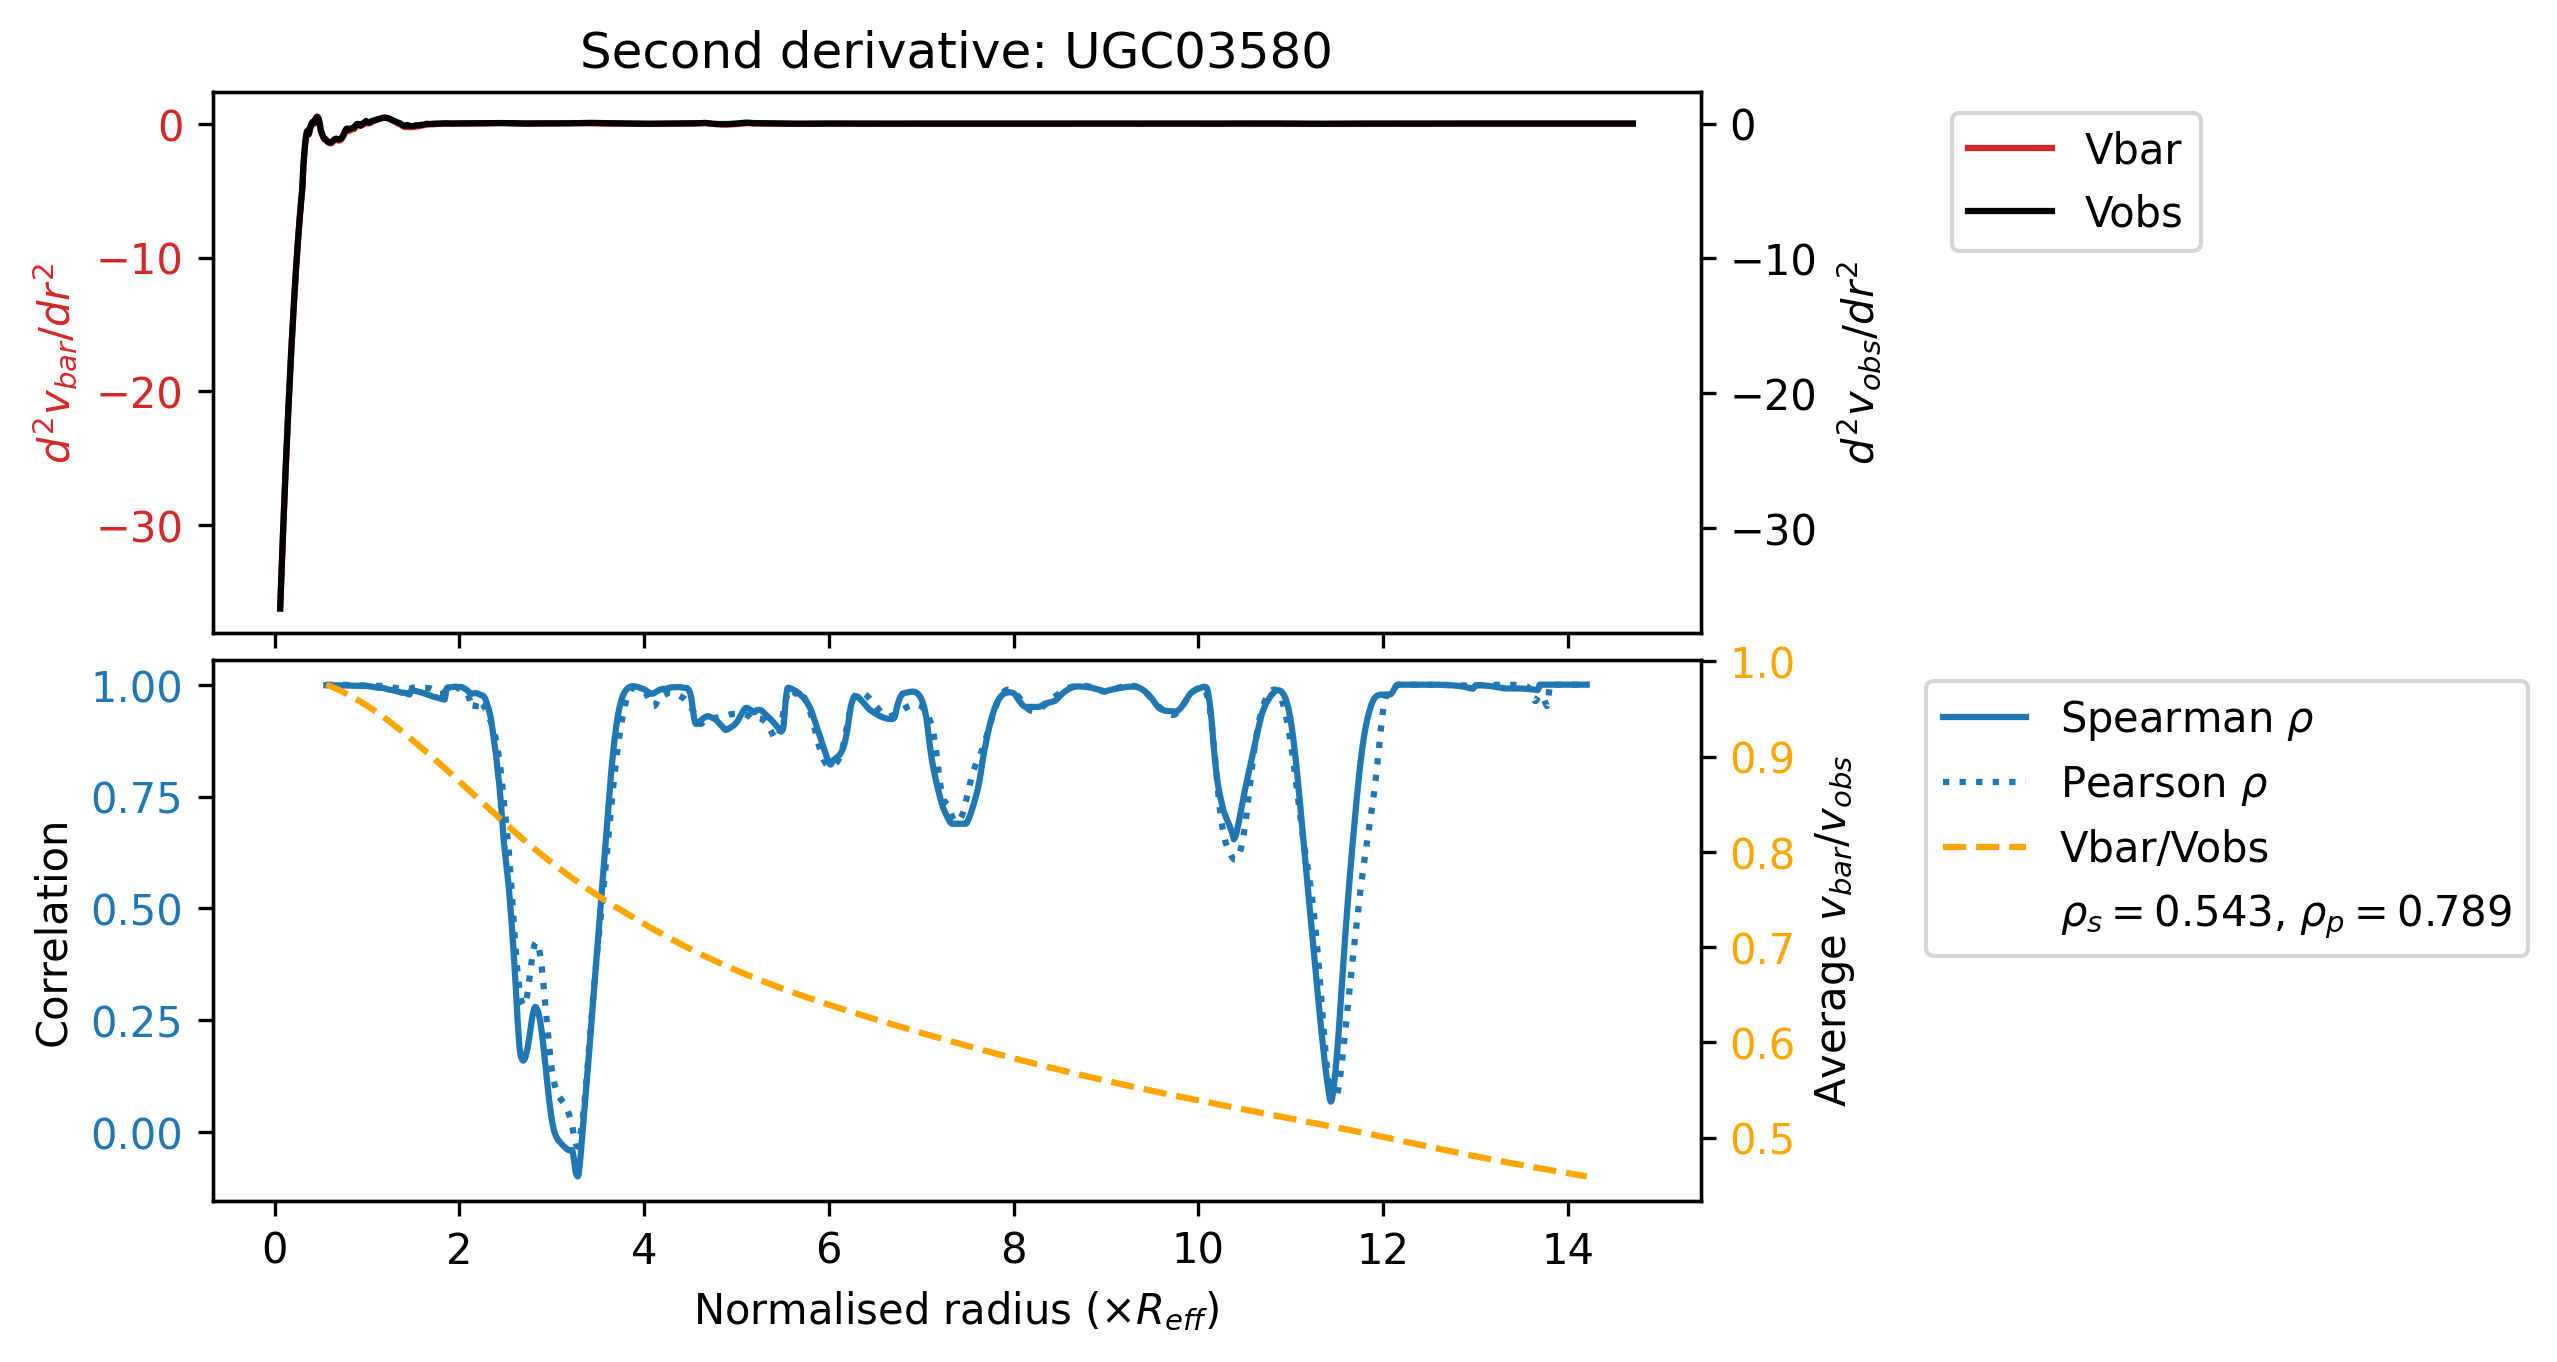 Second derivative: UGC03580
0
−10
−20
−30
d²v_bar/dr²
0
−10
−20
−30
d²v_obs/dr²
Vbar
Vobs
1.00
0.75
0.50
0.25
0.00
Correlation
1.0
0.9
0.8
0.7
0.6
0.5
Average v_bar/v_obs
Spearman ρ
Pearson ρ
Vbar/Vobs
ρ_s = 0.543, ρ_p = 0.789
0 2 4 6 8 10 12 14
Normalised radius (×R_eff)